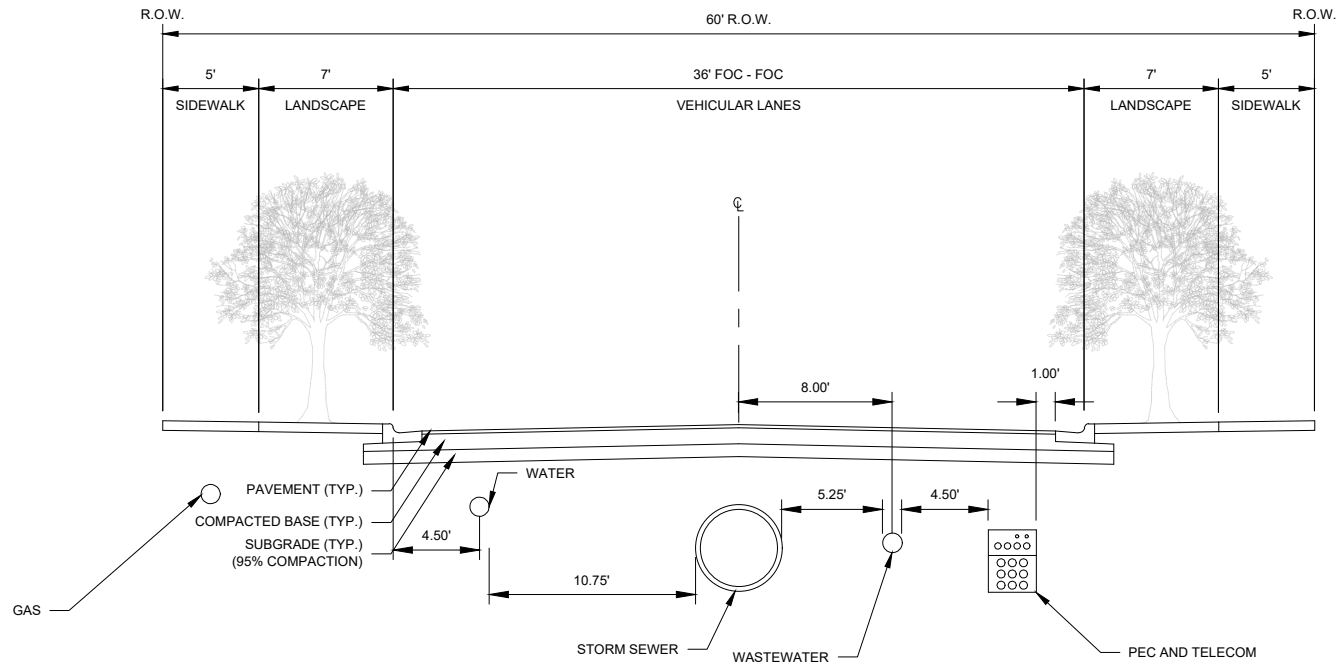 R.O.W.
R.O.W.
60' R.O.W.
5'
7'
36' FOC - FOC
7'
5'
SIDEWALK
LANDSCAPE
VEHICULAR LANES
LANDSCAPE
SIDEWALK
℄
8.00'
1.00'
WATER
PAVEMENT (TYP.)
COMPACTED BASE (TYP.)
SUBGRADE (TYP.)
(95% COMPACTION)
4.50'
5.25'
4.50'
10.75'
GAS
STORM SEWER
WASTEWATER
PEC AND TELECOM